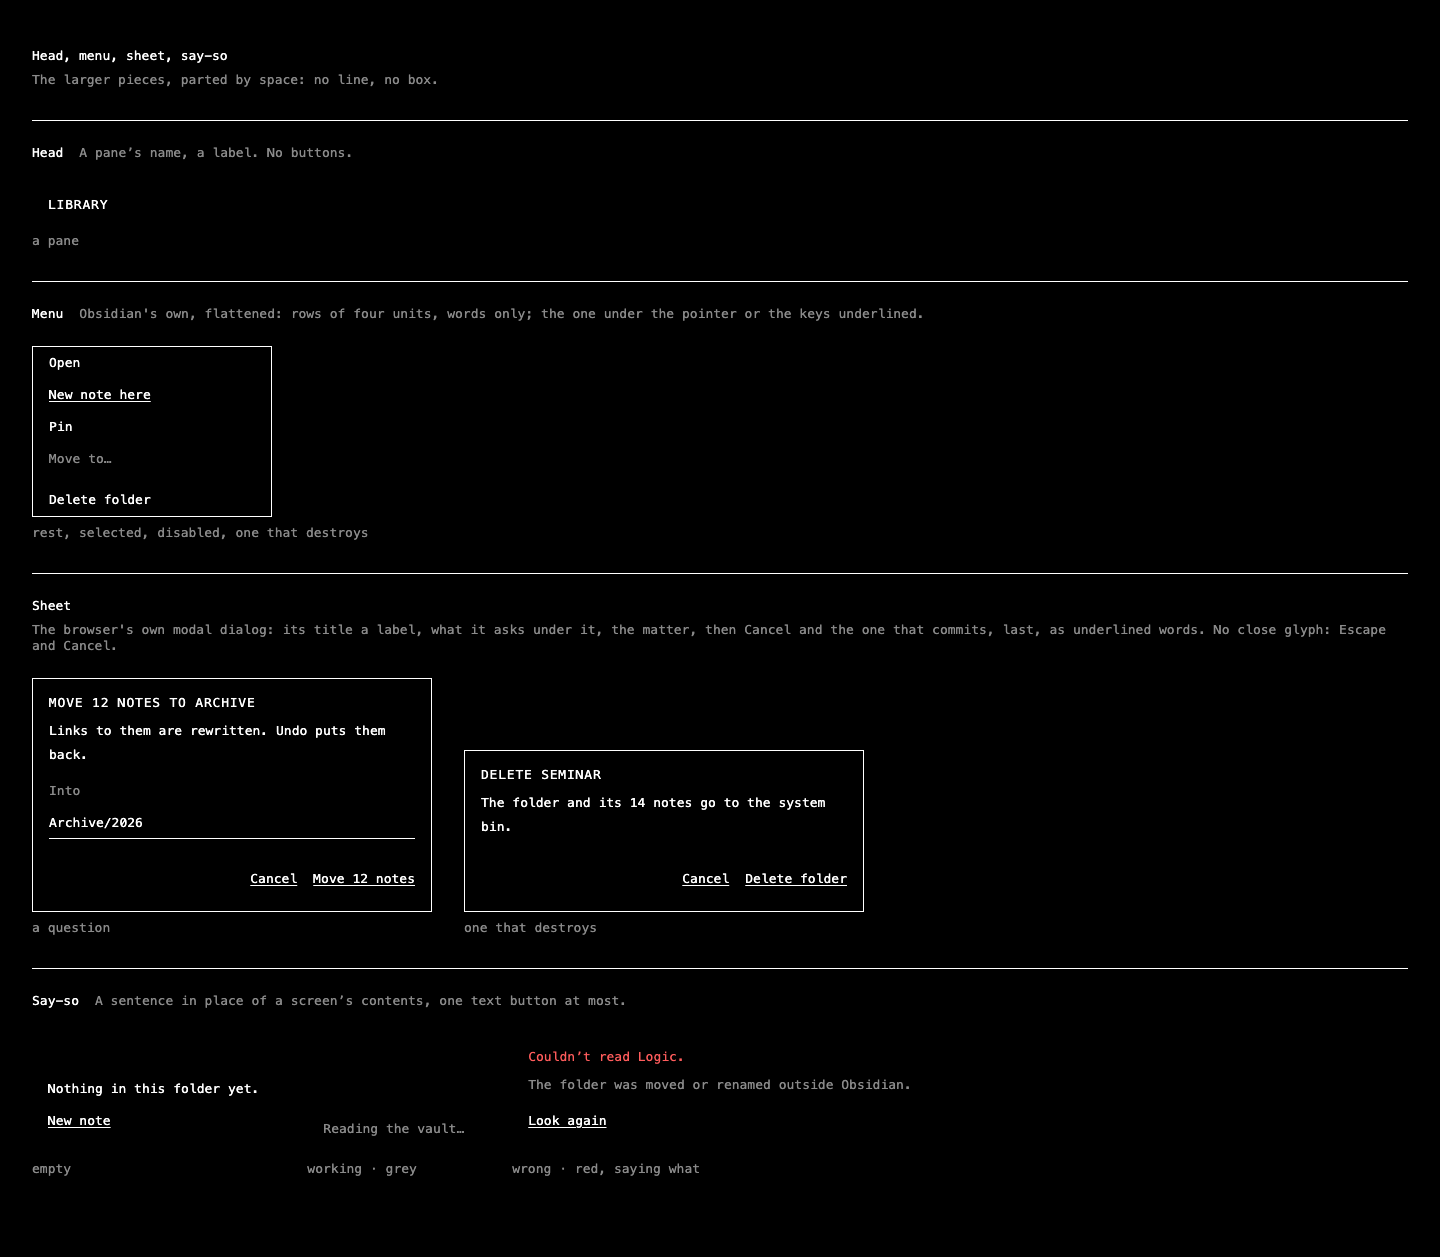 Head, menu, sheet, say-so
The larger pieces, parted by space: no line, no box.
Head A pane’s name, a label. No buttons.
LIBRARY
a pane
Menu Obsidian's own, flattened: rows of four units, words only; the one under the pointer or the keys underlined.
Open
New note here
Pin
Move to…
Delete folder
rest, selected, disabled, one that destroys
Sheet
The browser's own modal dialog: its title a label, what it asks under it, the matter, then Cancel and the one that commits, last, as underlined words. No close glyph: Escape
and Cancel.
MOVE 12 NOTES TO ARCHIVE
Links to them are rewritten. Undo puts them
back.
Into
Archive/2026
Cancel Move 12 notes
a question
DELETE SEMINAR
The folder and its 14 notes go to the system
bin.
Cancel Delete folder
one that destroys
Say-so A sentence in place of a screen’s contents, one text button at most.
Nothing in this folder yet.
New note
empty
Reading the vault…
working · grey
Couldn’t read Logic.
The folder was moved or renamed outside Obsidian.
Look again
wrong · red, saying what